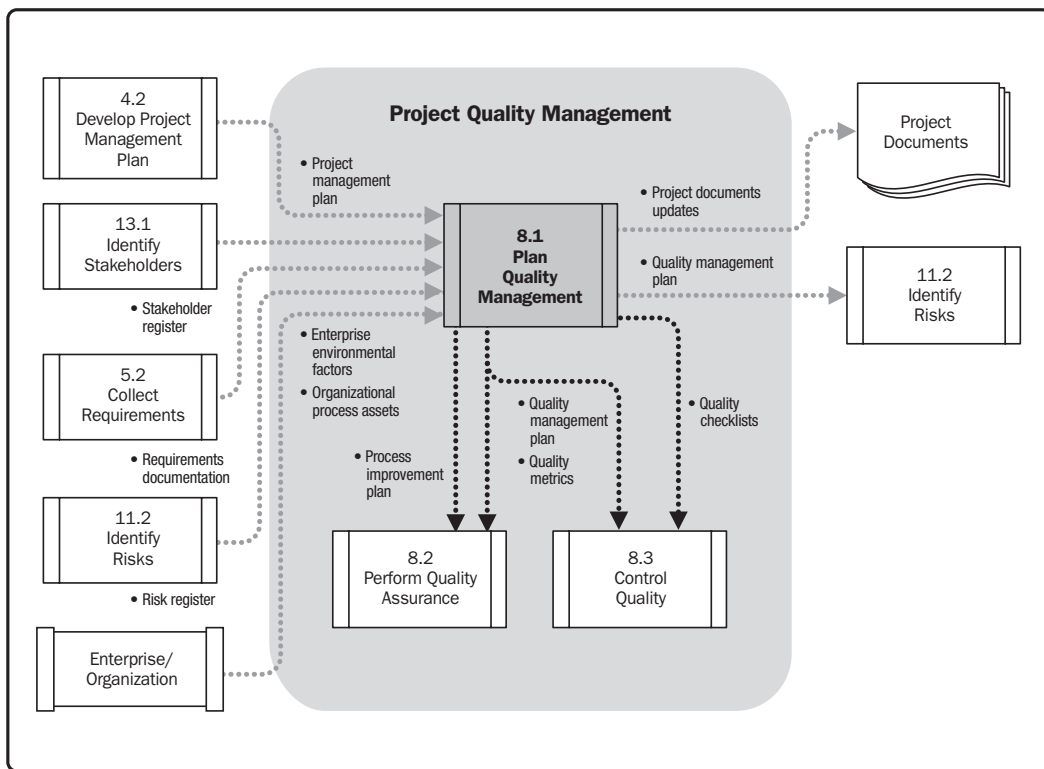 Project Quality Management
4.2
Develop Project
Management
Plan
• Project
management
plan
13.1
Identify
Stakeholders
• Stakeholder
register
5.2
Collect
Requirements
• Requirements
documentation
11.2
Identify
Risks
• Risk register
Enterprise/
Organization
• Enterprise
environmental
factors
• Organizational
process assets
8.1
Plan
Quality
Management
• Project documents
updates
• Quality management
plan
Project
Documents
11.2
Identify
Risks
• Process
improvement
plan
• Quality
management
plan
• Quality
metrics
• Quality
checklists
8.2
Perform Quality
Assurance
8.3
Control
Quality